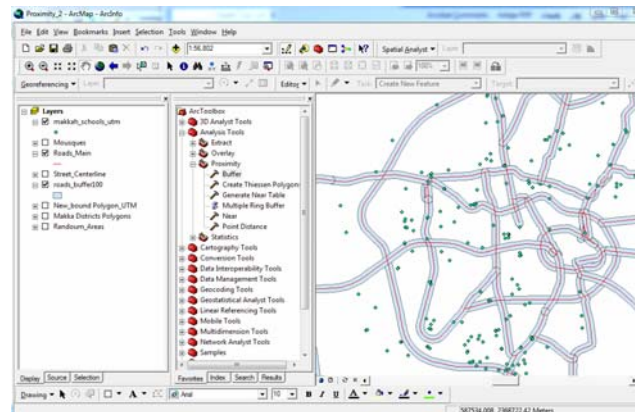 Proximity_2 - ArcMap - ArcInfo
File Edit View Bookmarks Insert Selection Tools Window Help
1:56,802
Spatial Analyst
Layer:
Georeferencing
Layer:
Editor
Task: Create New Feature
Target:
Layers
makkah_schools_utm
Mousques
Roads_Main
Street_Centerline
roads_buffer100
New_bound Polygon_UTM
Makka Districts Polygons
Randoum_Areas
Display Source Selection
ArcToolbox
3D Analyst Tools
Analysis Tools
Extract
Overlay
Proximity
Buffer
Create Thiessen Polygons
Generate Near Table
Multiple Ring Buffer
Near
Point Distance
Statistics
Cartography Tools
Conversion Tools
Data Interoperability Tools
Data Management Tools
Geocoding Tools
Geostatistical Analyst Tools
Linear Referencing Tools
Mobile Tools
Multidimension Tools
Network Analyst Tools
Samples
Favorites Index Search Results
Drawing
Arial
10
B I U A